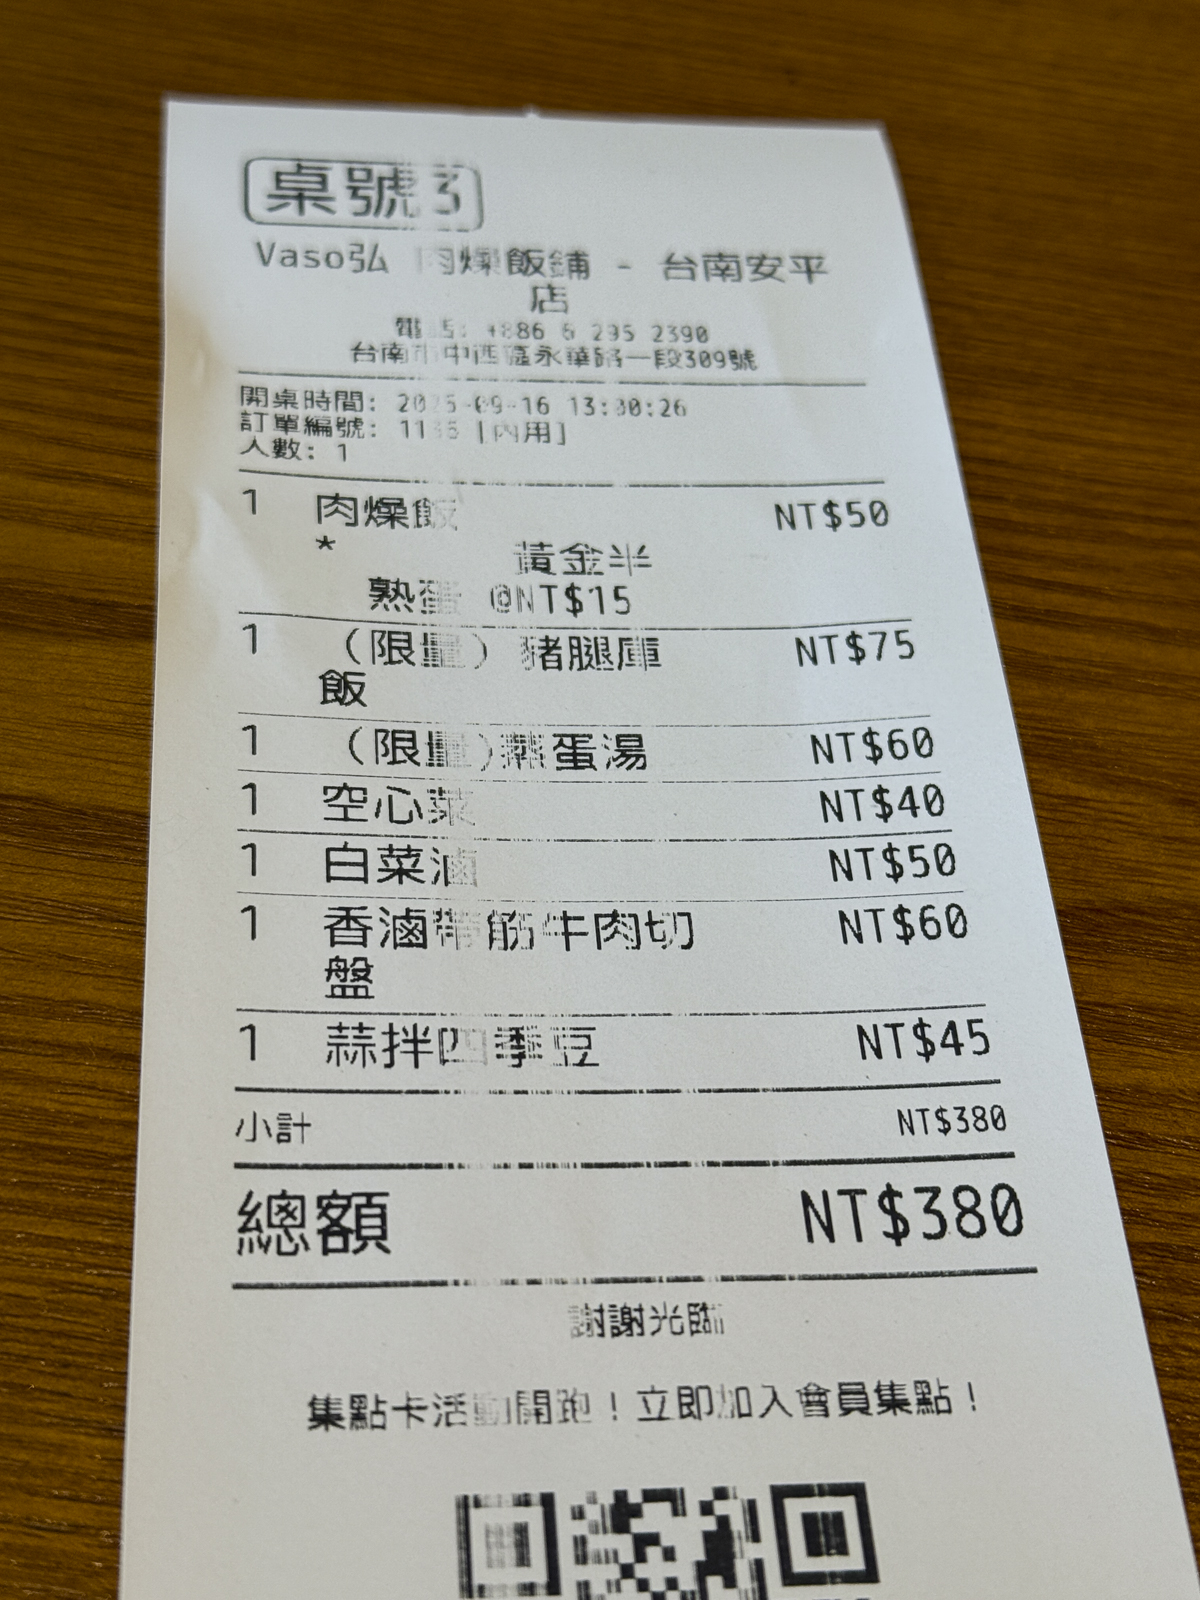 桌號 3
Vaso弘 肉燥飯鋪 - 台南安平
店
電話: +886 6 295 2390
台南市中西區永華路一段309號
開桌時間: 2025-09-16 13:30:26
訂單編號: [內用]
人數: 1
1 肉燥飯 NT$50
* 黃金半
熟蛋 @NT$15
1 (限量) 豬腿庫 NT$75
飯
1 (限量)蒸蛋湯 NT$60
1 空心菜 NT$40
1 白菜滷 NT$50
1 香滷帶筋牛肉切 NT$60
盤
1 蒜拌四季豆 NT$45
小計 NT$380
總額 NT$380
謝謝光臨
集點卡活動開跑！立即加入會員集點！